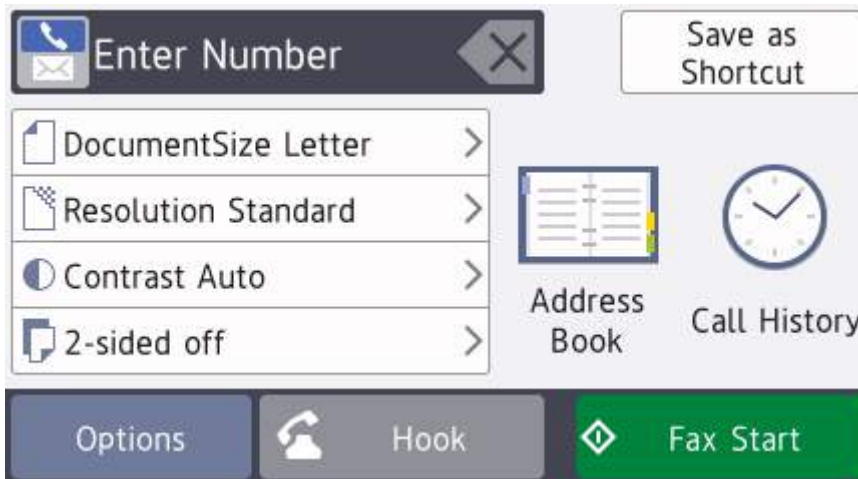 Enter Number
Save as
Shortcut
DocumentSize Letter
Resolution Standard
Contrast Auto
2-sided off
Address
Book
Call History
Options
Hook
Fax Start